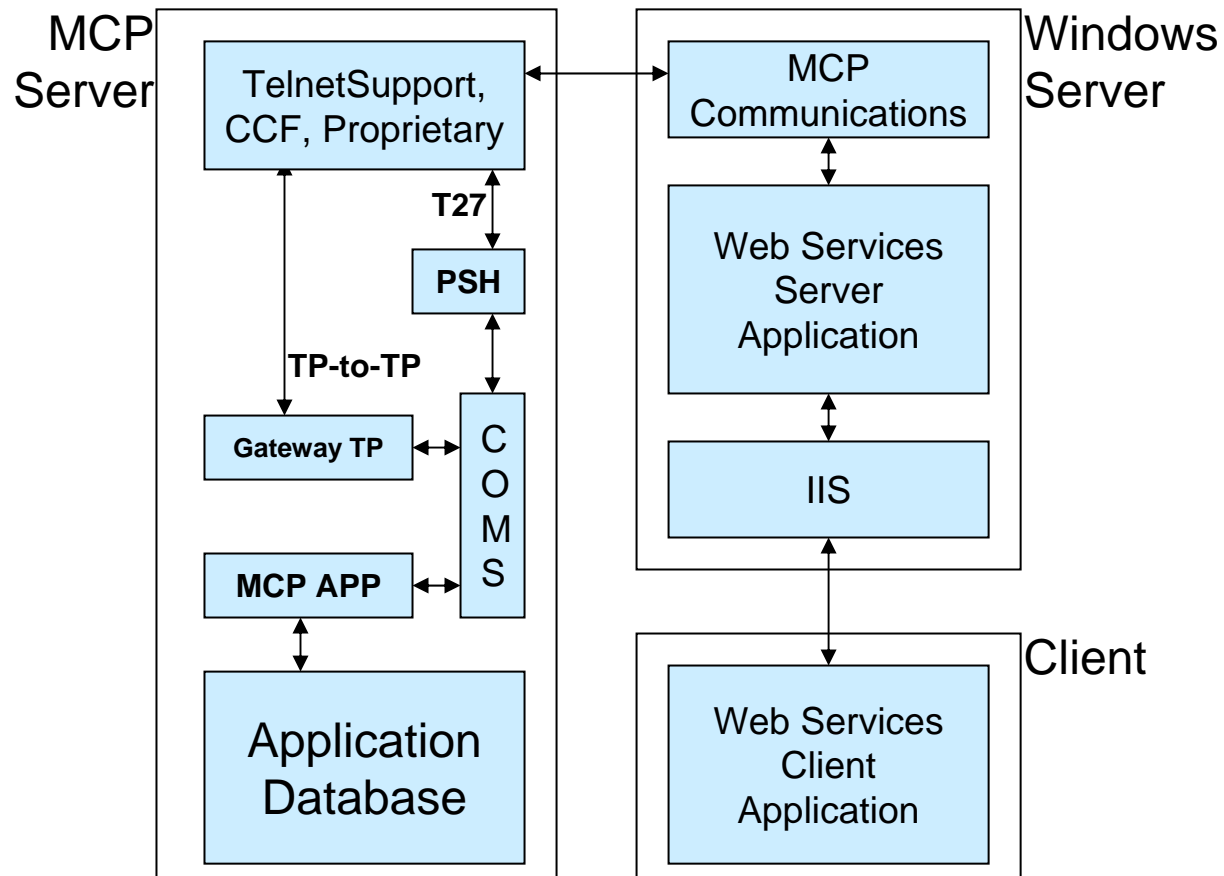 MCP
Server
TelnetSupport,
CCF, Proprietary
T27
PSH
TP-to-TP
Gateway TP
C
O
M
S
MCP APP
Application
Database
Windows
Server
MCP
Communications
Web Services
Server
Application
IIS
Client
Web Services
Client
Application